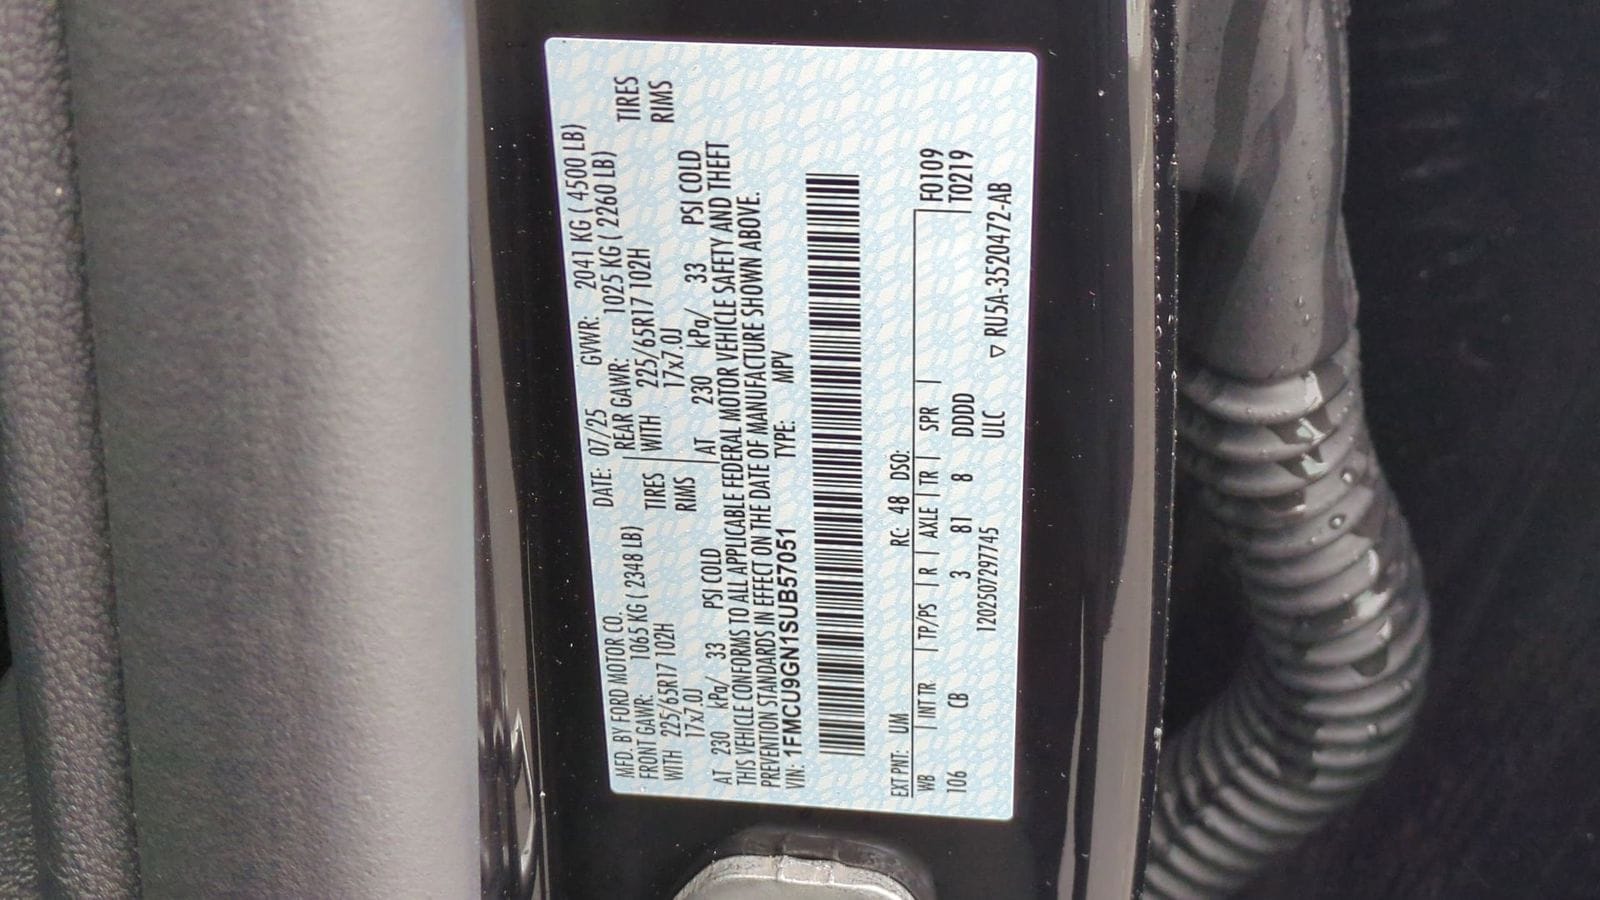 MFD. BY FORD MOTOR CO. DATE: 07/25 GVWR: 2041 KG ( 4500 LB)
FRONT GAWR: 1065 KG ( 2348 LB) REAR GAWR: 1025 KG ( 2260 LB)
WITH 225/65R17 102H TIRES WITH 225/65R17 102H TIRES
17x7.0J RIMS 17x7.0J RIMS
AT 230 kPa/ 33 PSI COLD AT 230 kPa/ 33 PSI COLD
THIS VEHICLE CONFORMS TO ALL APPLICABLE FEDERAL MOTOR VEHICLE SAFETY AND THEFT
PREVENTION STANDARDS IN EFFECT ON THE DATE OF MANUFACTURE SHOWN ABOVE.
VIN: 1FMCU9GN1SUB57051 TYPE: MPV
EXT PNT: UM RC: 48 DSO:
WB INT TR TP/PS R AXLE TR SPR F0109
106 CB 3 81 8 DDDD T0219
1202507297745 ULC
▽ RU5A-3520472-AB